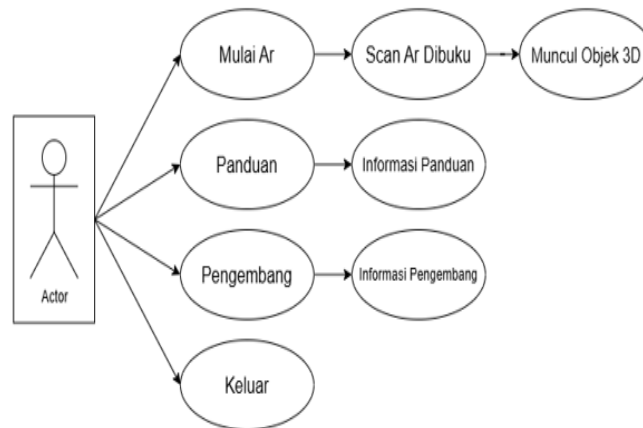 Mulai Ar
Scan Ar Dibuku
Muncul Objek 3D
Actor
Panduan
Informasi Panduan
Pengembang
Informasi Pengembang
Keluar